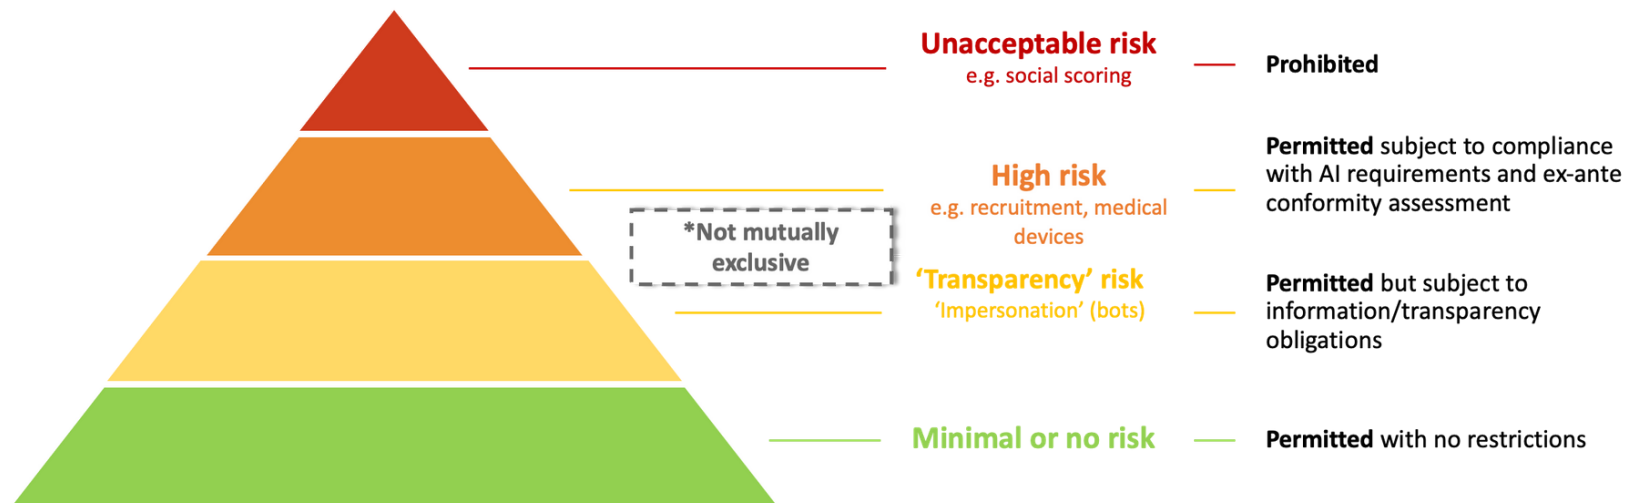 Unacceptable risk
e.g. social scoring
Prohibited
High risk
e.g. recruitment, medical
devices
Permitted subject to compliance
with AI requirements and ex-ante
conformity assessment
*Not mutually
exclusive
‘Transparency’ risk
‘Impersonation’ (bots)
Permitted but subject to
information/transparency
obligations
Minimal or no risk
Permitted with no restrictions